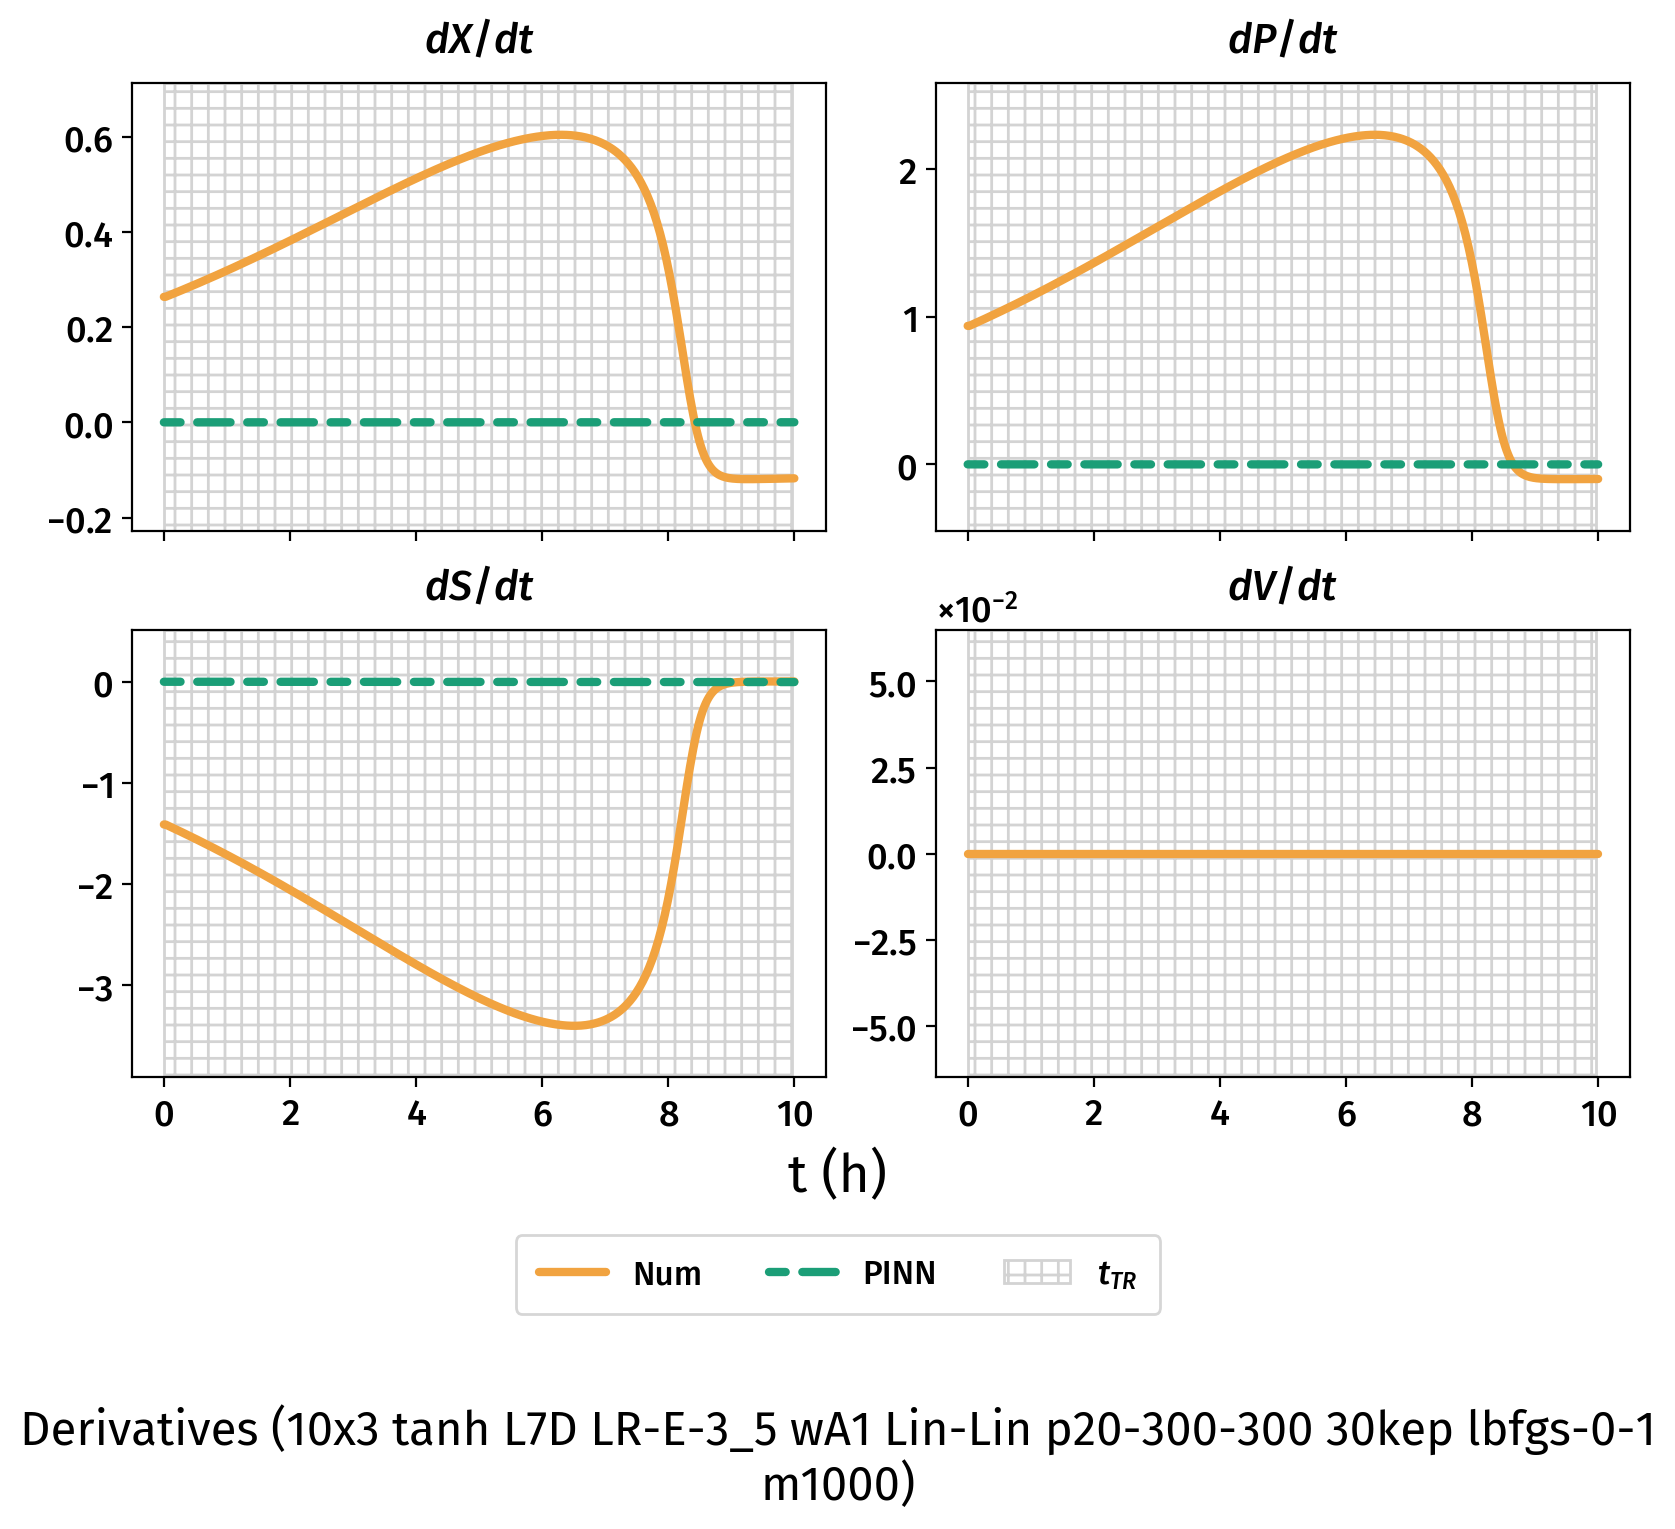 dX/dt
dP/dt
0.6
0.4
0.2
0.0
−0.2
2
1
0
dS/dt
dV/dt
×10⁻²
0
−1
−2
−3
5.0
2.5
0.0
−2.5
−5.0
0 2 4 6 8 10
0 2 4 6 8 10
t (h)
Num PINN t_TR
Derivatives (10x3 tanh L7D LR-E-3_5 wA1 Lin-Lin p20-300-300 30kep lbfgs-0-1
m1000)